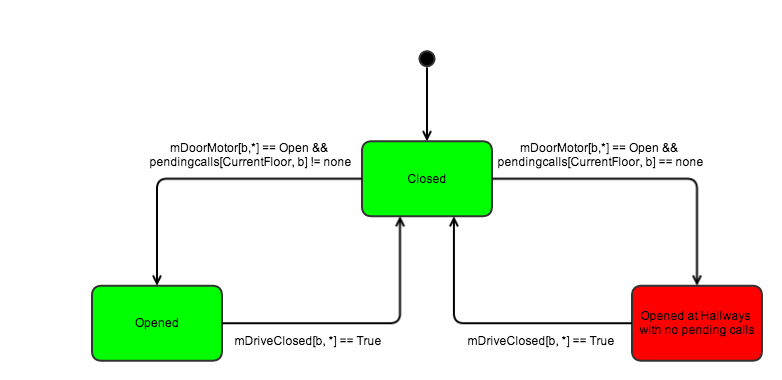 mDoorMotor[b,*] == Open &&
pendingcalls[CurrentFloor, b] != none
mDoorMotor[b,*] == Open &&
pendingcalls[CurrentFloor, b] == none
Closed
Opened
Opened at Hallways
with no pending calls
mDriveClosed[b, *] == True
mDriveClosed[b, *] == True